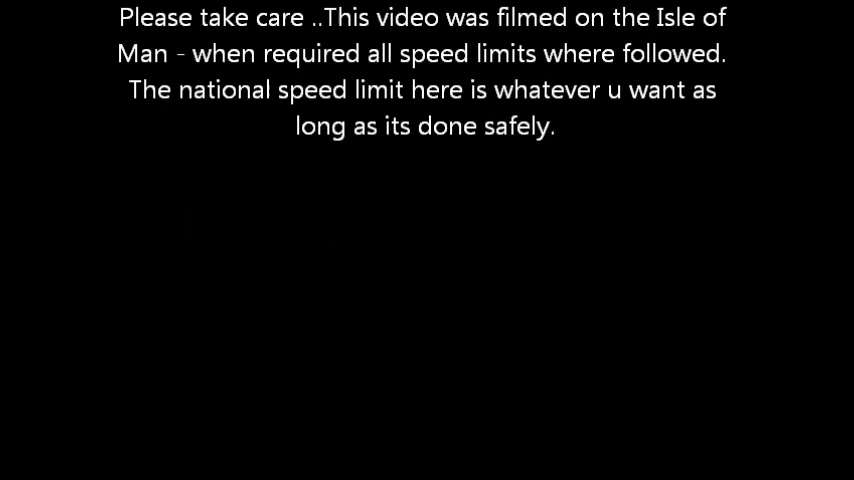 Please take care ..This video was filmed on the Isle of
Man - when required all speed limits where followed.
The national speed limit here is whatever u want as
long as its done safely.